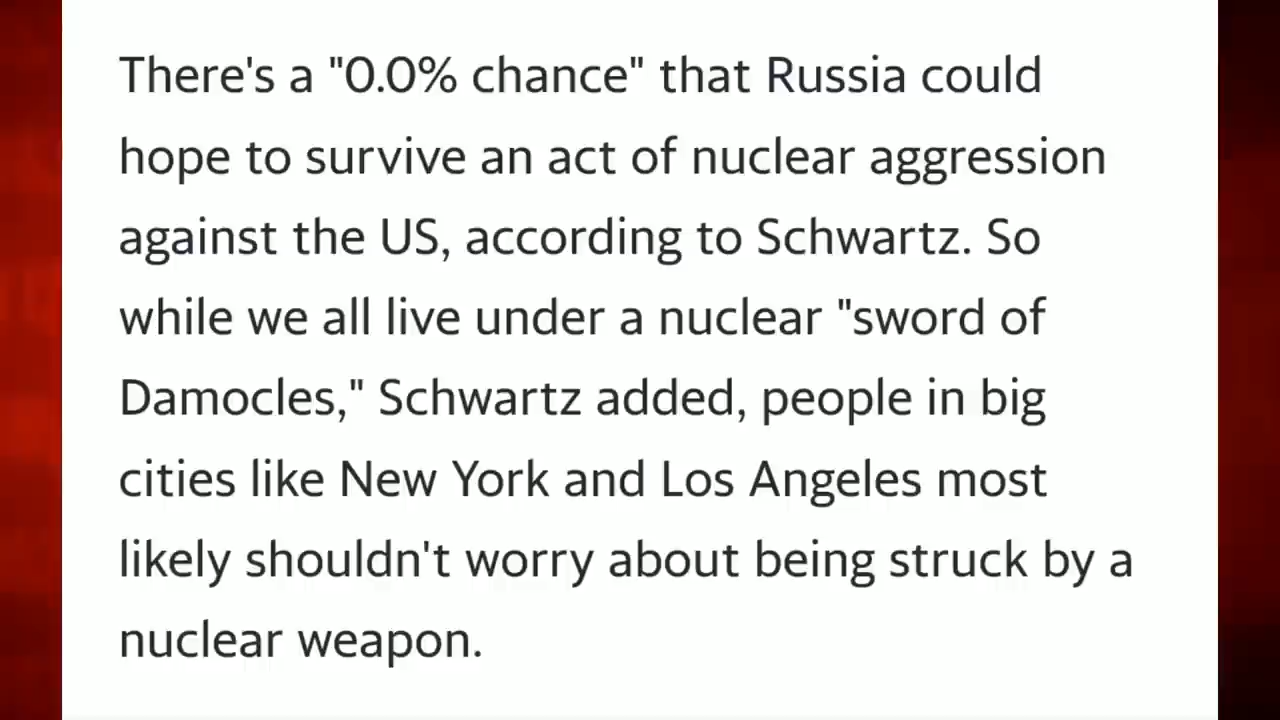 There's a "0.0% chance" that Russia could
hope to survive an act of nuclear aggression
against the US, according to Schwartz. So
while we all live under a nuclear "sword of
Damocles," Schwartz added, people in big
cities like New York and Los Angeles most
likely shouldn't worry about being struck by a
nuclear weapon.